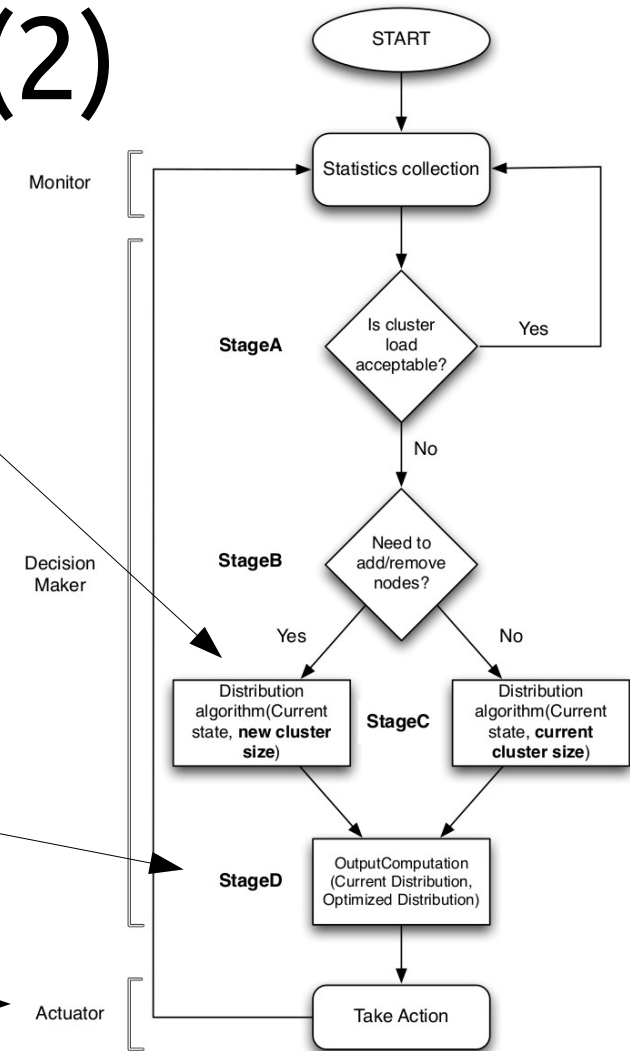 (2)
START
Monitor
Statistics collection
StageA
Is cluster
load
acceptable?
Yes
No
Decision
Maker
StageB
Need to
add/remove
nodes?
Yes
No
Distribution
algorithm(Current
state, new cluster
size)
StageC
Distribution
algorithm(Current
state, current
cluster size)
StageD
OutputComputation
(Current Distribution,
Optimized Distribution)
Actuator
Take Action